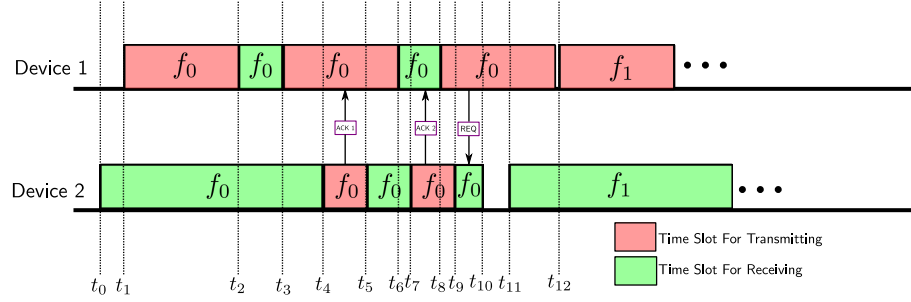 Device 1 f₀ f₀ f₀ f₀ f₀ f₁ • • •
ACK 1 ACK 2 REQ
Device 2 f₀ f₀ f₀ f₀ f₀ f₁ • • •
Time Slot For Transmitting
Time Slot For Receiving
t₀ t₁ t₂ t₃ t₄ t₅ t₆ t₇ t₈ t₉ t₁₀ t₁₁ t₁₂